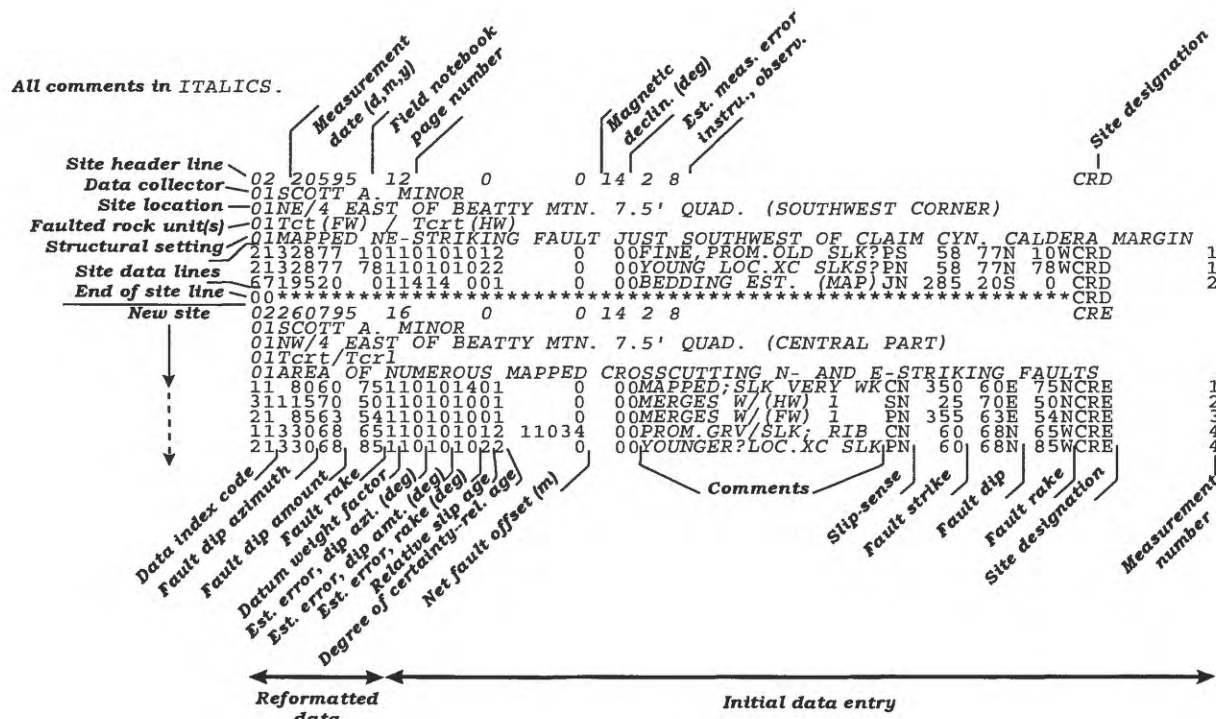 All comments in ITALICS.
Measurement
date (d,m,y)
Field notebook
page number
Magnetic
declin. (deg)
Est. meas. error
instru., observ.
Site designation
Site header line
02 20595 12 0 0 14 2 8 CRD
Data collector
01SCOTT A. MINOR
Site location
01NE/4 EAST OF BEATTY MTN. 7.5' QUAD. (SOUTHWEST CORNER)
Faulted rock unit(s)
01Tct(FW) / Tcrt(HW)
Structural setting
01MAPPED NE-STRIKING FAULT JUST SOUTHWEST OF CLAIM CYN. CALDERA MARGIN
2132877 10110101012 0 00FINE,PROM.OLD SLK?PS 58 77N 10WCRD 1
Site data lines
2132877 78110101022 0 00YOUNG LOC.XC SLKS?PN 58 77N 78WCRD 1
6719520 011414 001 0 00BEDDING EST. (MAP)JN 285 20S 0 CRD 2
End of site line
00************************************************************CRD
New site
02260795 16 0 0 14 2 8 CRE
01SCOTT A. MINOR
01NW/4 EAST OF BEATTY MTN. 7.5' QUAD. (CENTRAL PART)
01Tcrt/Tcrl
01AREA OF NUMEROUS MAPPED CROSSCUTTING N- AND E-STRIKING FAULTS
11 8060 75110101401 0 00MAPPED;SLK VERY WKCN 350 60E 75NCRE 1
3111570 50110101001 0 00MERGES W/(HW) 1 SN 25 70E 50NCRE 2
21 8563 54110101001 0 00MERGES W/(FW) 1 PN 355 63E 54NCRE 3
1133068 65110101012 11034 00PROM.GRV/SLK; RIB CN 60 68N 65WCRE 4
2133068 85110101022 0 00YOUNGER?LOC.XC SLKPN 60 68N 85WCRE 4
Data index code
Fault dip azimuth
Fault dip amount
Fault rake
Datum weight factor
Est. error, dip azi. (deg)
Est. error, dip amt. (deg)
Est. error, rake (deg)
Relative slip age
Degree of certainty--rel. age
Net fault offset (m)
Comments
Slip-sense
Fault strike
Fault dip
Fault rake
Site designation
Measurement
number
Reformatted
data
Initial data entry